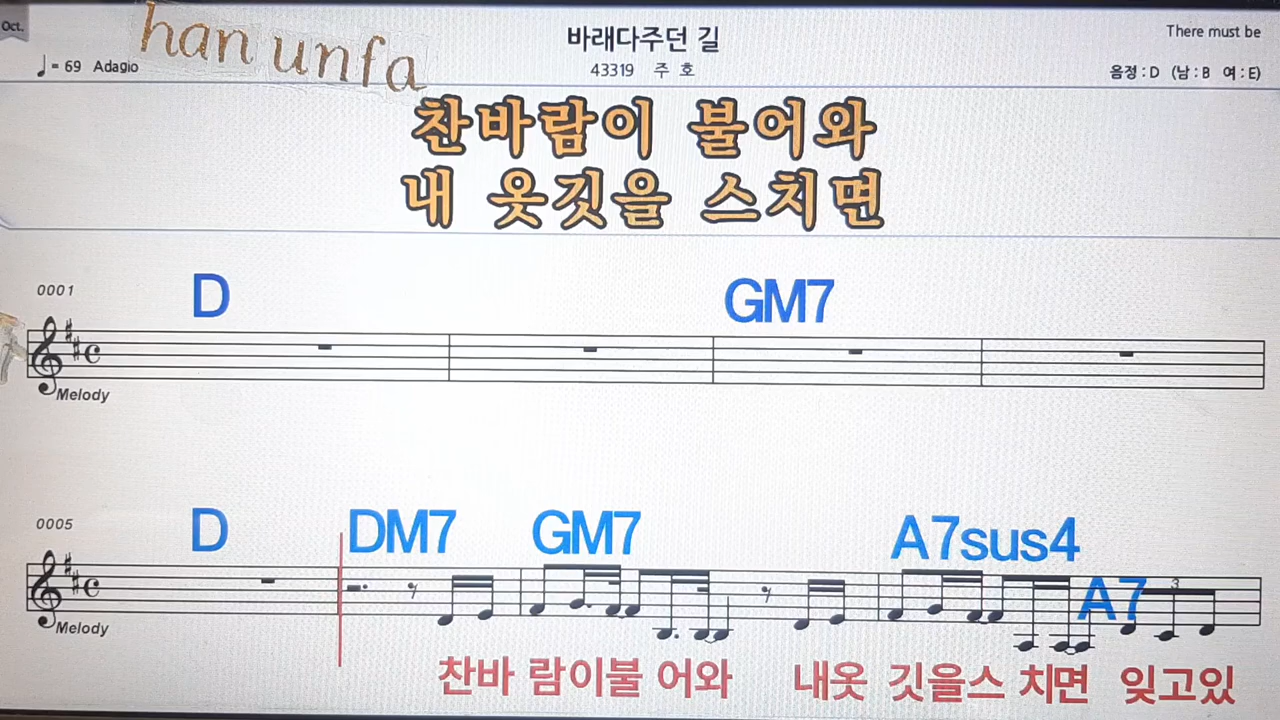 Oct.
han unfa
바래다주던 길
There must be
♩= 69 Adagio
43319 주 호
음정 : D (남 : B 여 : E)
찬바람이 불어와
내 옷깃을 스치면
0001
D GM7
Melody
0005
D DM7 GM7 A7sus4
A7 3
Melody
찬바 람이불 어와 내옷 깃을스 치면 잊고있